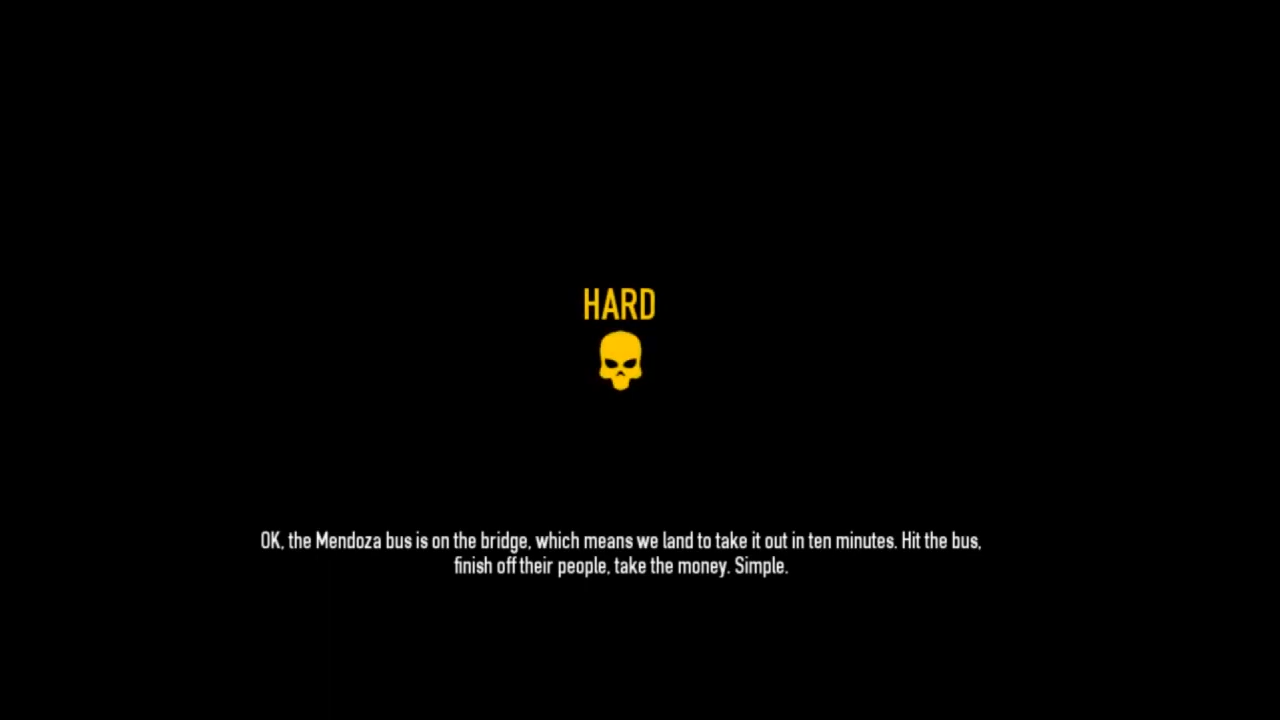 HARD
OK, the Mendoza bus is on the bridge, which means we land to take it out in ten minutes. Hit the bus,
finish off their people, take the money. Simple.